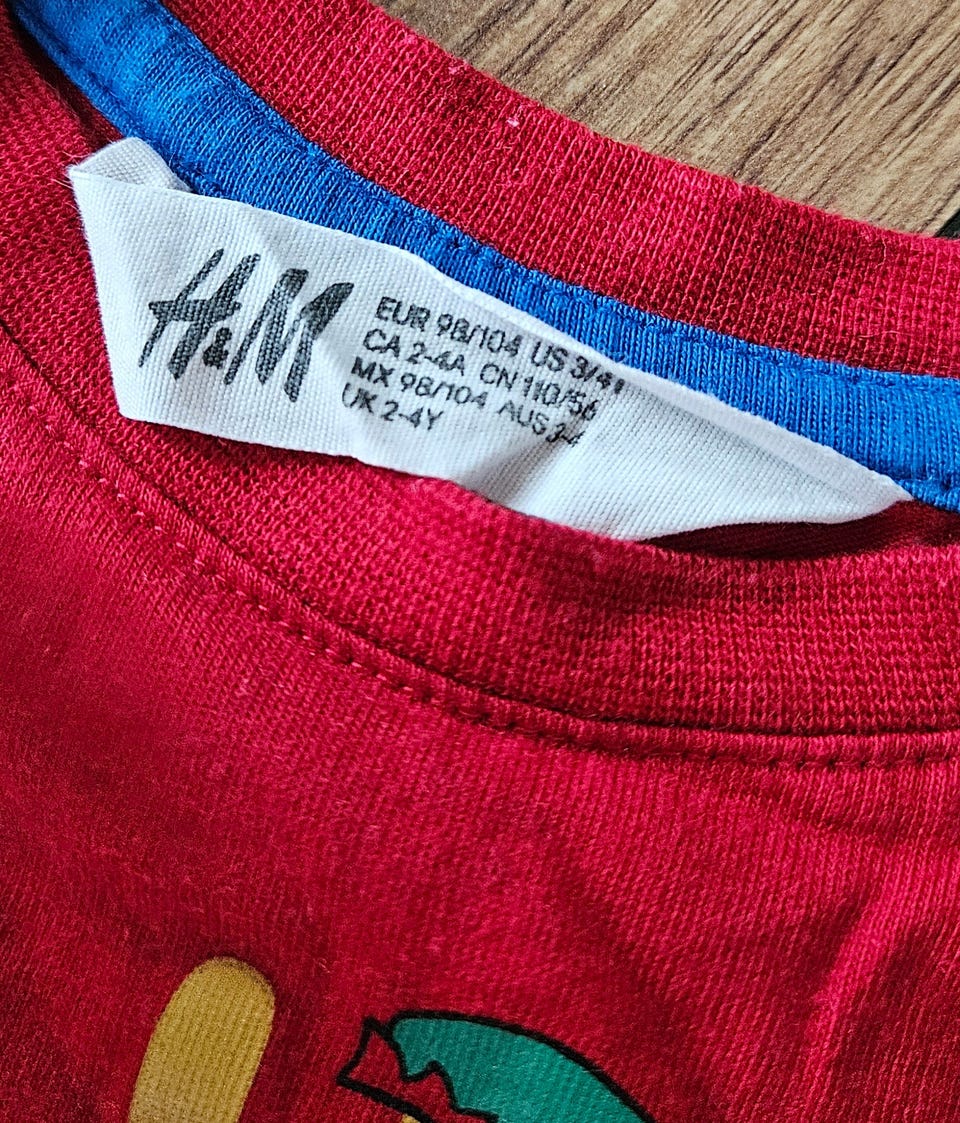 H&M
EUR 98/104 US 3/4Y
CA 2-4A CN 110/56
MX 98/104 AUS 3-4
UK 2-4Y